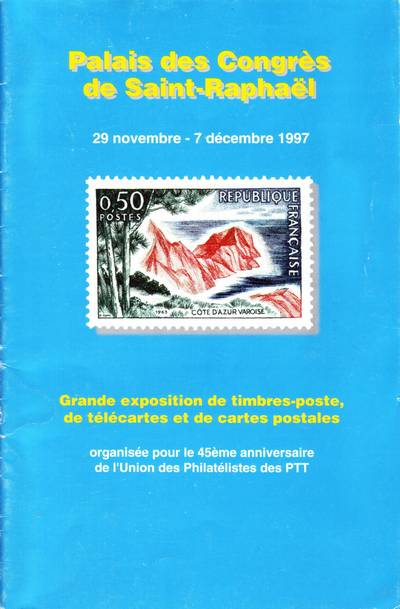 Palais des Congrès
de Saint-Raphaël
29 novembre - 7 décembre 1997
0,50
POSTES
REPUBLIQUE
FRANÇAISE
1963
CÔTE D'AZUR VAROISE
Grande exposition de timbres-poste,
de télécartes et de cartes postales
organisée pour le 45ème anniversaire
de l'Union des Philatélistes des PTT